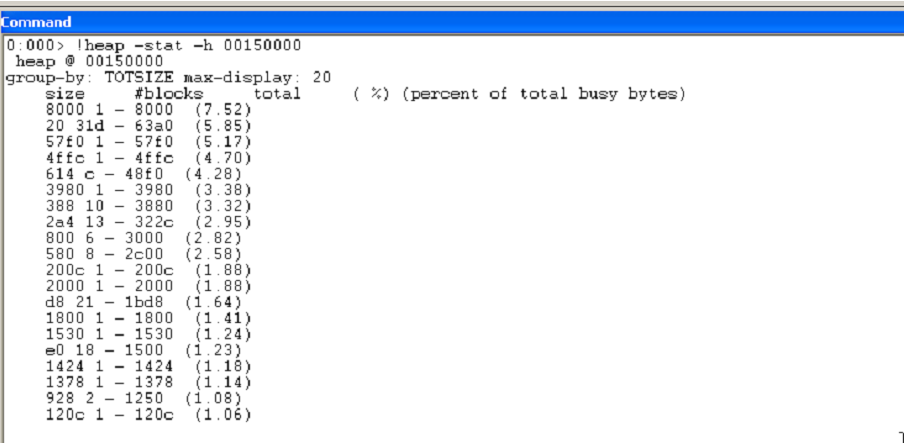 Command
0:000> !heap -stat -h 00150000
heap @ 00150000
group-by: TOTSIZE max-display: 20
size #blocks total ( %) (percent of total busy bytes)
8000 1 - 8000 (7.52)
20 31d - 63a0 (5.85)
57f0 1 - 57f0 (5.17)
4ffc 1 - 4ffc (4.70)
614 c - 48f0 (4.28)
3980 1 - 3980 (3.38)
388 10 - 3880 (3.32)
2a4 13 - 322c (2.95)
800 6 - 3000 (2.82)
580 8 - 2c00 (2.58)
200c 1 - 200c (1.88)
2000 1 - 2000 (1.88)
d8 21 - 1bd8 (1.64)
1800 1 - 1800 (1.41)
1530 1 - 1530 (1.24)
e0 18 - 1500 (1.23)
1424 1 - 1424 (1.18)
1378 1 - 1378 (1.14)
928 2 - 1250 (1.08)
120c 1 - 120c (1.06)